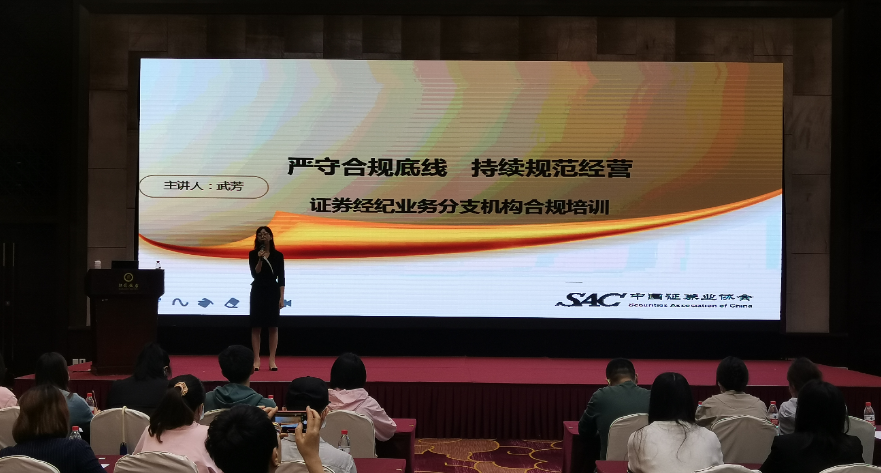 严守合规底线 持续规范经营
主讲人：武芳
证券经纪业务分支机构合规培训
SAC 中国证券业协会
Securities Association of China